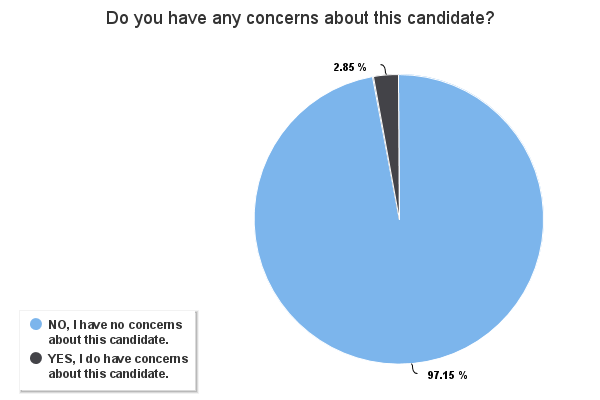 Do you have any concerns about this candidate?
2.85 %
97.15 %
NO, I have no concerns
about this candidate.
YES, I do have concerns
about this candidate.